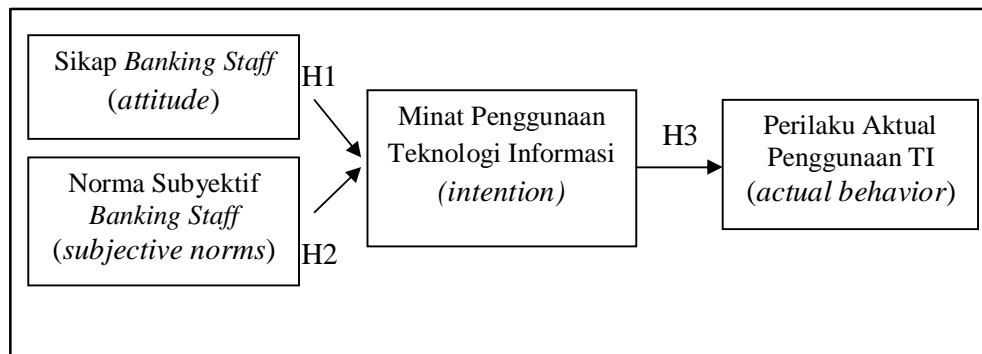 Sikap Banking Staff
(attitude)
H1
Norma Subyektif
Banking Staff
(subjective norms)
H2
Minat Penggunaan
Teknologi Informasi
(intention)
H3
Perilaku Aktual
Penggunaan TI
(actual behavior)